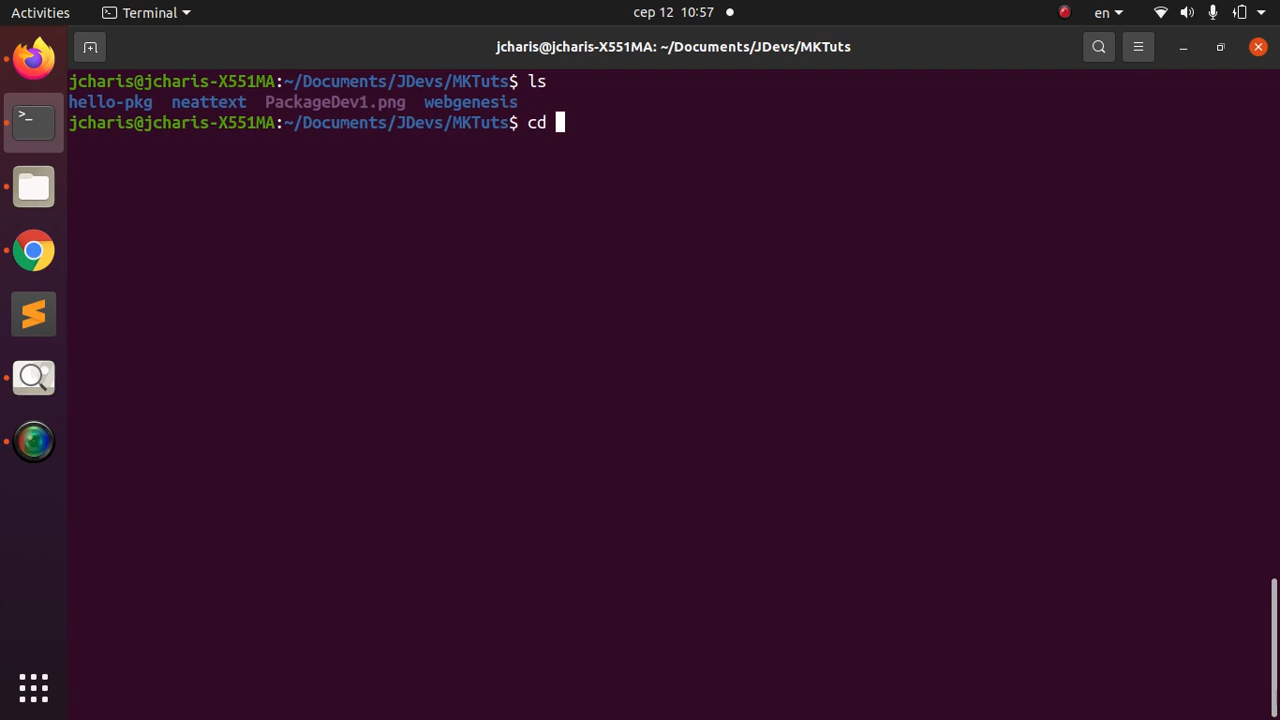 Activities
Terminal
сер 12 10:57
en
jcharis@jcharis-X551MA: ~/Documents/JDevs/MKTuts
jcharis@jcharis-X551MA:~/Documents/JDevs/MKTuts$ ls
hello-pkg neattext PackageDev1.png webgenesis
jcharis@jcharis-X551MA:~/Documents/JDevs/MKTuts$ cd